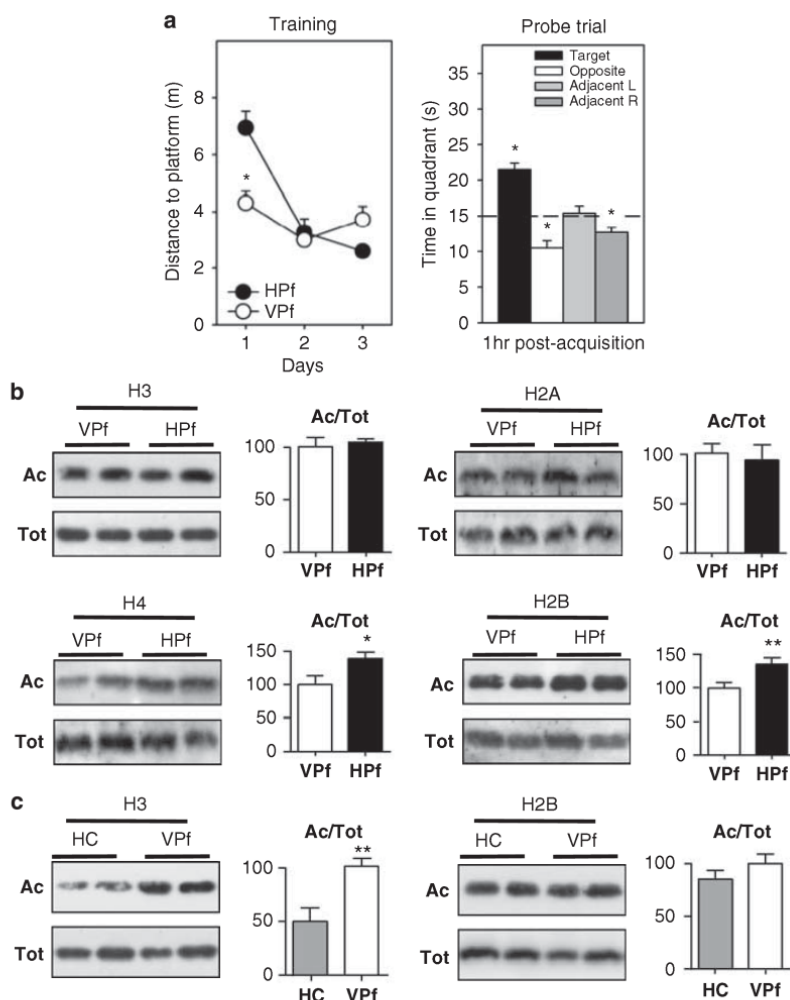 a
Training
Distance to platform (m)
8
6
4
2
0
*
HPf
VPf
1 2 3
Days
Probe trial
Time in quadrant (s)
35
30
25
20
15
10
5
0
Target
Opposite
Adjacent L
Adjacent R
* * *
1hr post-acquisition
b
H3
VPf HPf
Ac
Tot
Ac/Tot
100
50
0
VPf HPf
H2A
VPf HPf
Ac
Tot
Ac/Tot
100
50
0
VPf HPf
H4
VPf HPf
Ac
Tot
Ac/Tot
150
100
50
0
*
VPf HPf
H2B
VPf HPf
Ac
Tot
Ac/Tot
150
100
50
0
**
VPf HPf
c
H3
HC VPf
Ac
Tot
Ac/Tot
100
50
0
**
HC VPf
H2B
HC VPf
Ac
Tot
Ac/Tot
100
50
0
HC VPf